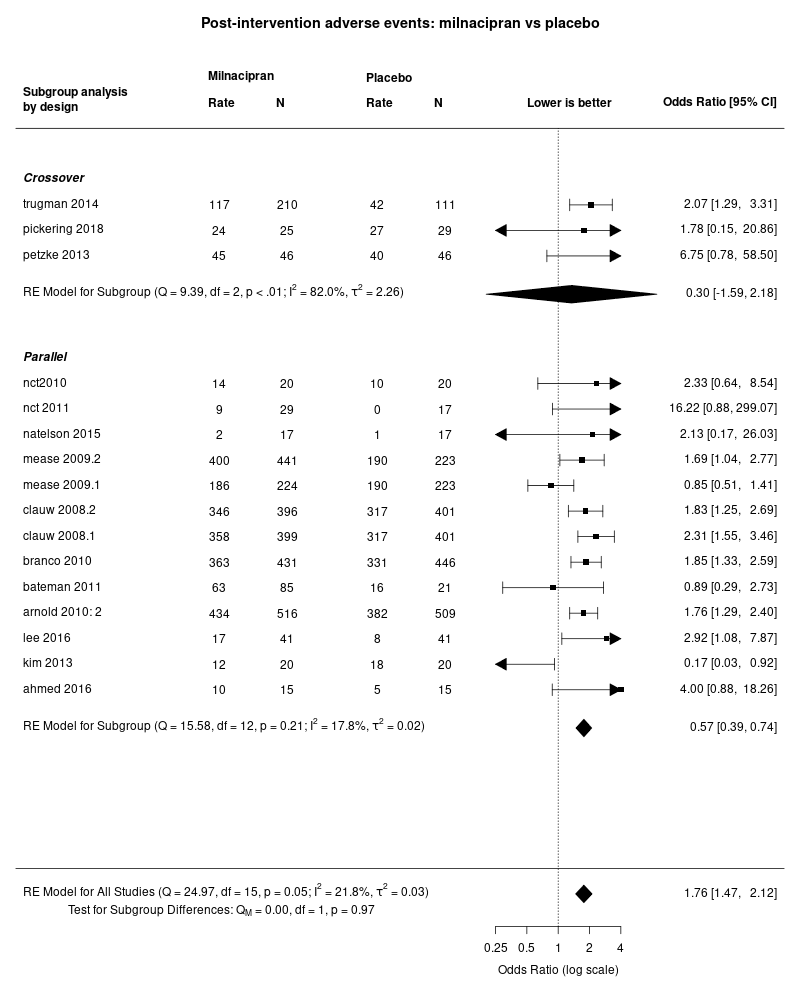 Post-intervention adverse events: milnacipran vs placebo
Milnacipran Placebo
Subgroup analysis
by design
Rate N Rate N Lower is better Odds Ratio [95% CI]
Crossover
trugman 2014 117 210 42 111 2.07 [1.29, 3.31]
pickering 2018 24 25 27 29 1.78 [0.15, 20.86]
petzke 2013 45 46 40 46 6.75 [0.78, 58.50]
RE Model for Subgroup (Q = 9.39, df = 2, p < .01; I² = 82.0%, τ² = 2.26) 0.30 [-1.59, 2.18]
Parallel
nct2010 14 20 10 20 2.33 [0.64, 8.54]
nct 2011 9 29 0 17 16.22 [0.88, 299.07]
natelson 2015 2 17 1 17 2.13 [0.17, 26.03]
mease 2009.2 400 441 190 223 1.69 [1.04, 2.77]
mease 2009.1 186 224 190 223 0.85 [0.51, 1.41]
clauw 2008.2 346 396 317 401 1.83 [1.25, 2.69]
clauw 2008.1 358 399 317 401 2.31 [1.55, 3.46]
branco 2010 363 431 331 446 1.85 [1.33, 2.59]
bateman 2011 63 85 16 21 0.89 [0.29, 2.73]
arnold 2010: 2 434 516 382 509 1.76 [1.29, 2.40]
lee 2016 17 41 8 41 2.92 [1.08, 7.87]
kim 2013 12 20 18 20 0.17 [0.03, 0.92]
ahmed 2016 10 15 5 15 4.00 [0.88, 18.26]
RE Model for Subgroup (Q = 15.58, df = 12, p = 0.21; I² = 17.8%, τ² = 0.02) 0.57 [0.39, 0.74]
RE Model for All Studies (Q = 24.97, df = 15, p = 0.05; I² = 21.8%, τ² = 0.03) 1.76 [1.47, 2.12]
Test for Subgroup Differences: QM = 0.00, df = 1, p = 0.97
0.25 0.5 1 2 4
Odds Ratio (log scale)